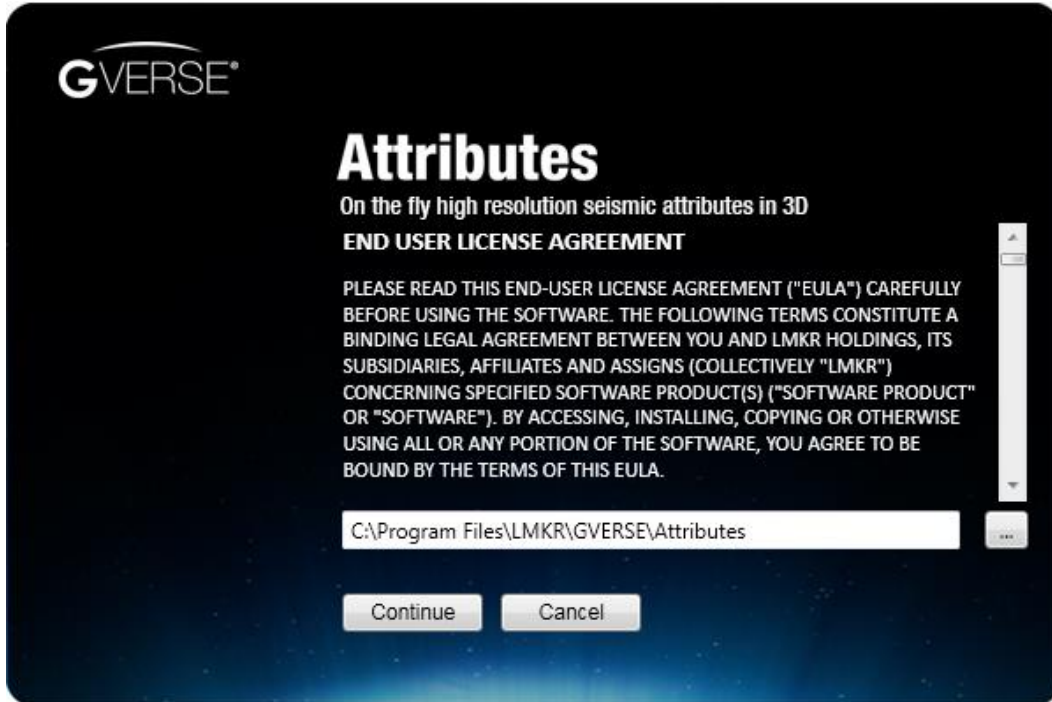 GVERSE®
Attributes
On the fly high resolution seismic attributes in 3D
END USER LICENSE AGREEMENT
PLEASE READ THIS END-USER LICENSE AGREEMENT ("EULA") CAREFULLY
BEFORE USING THE SOFTWARE. THE FOLLOWING TERMS CONSTITUTE A
BINDING LEGAL AGREEMENT BETWEEN YOU AND LMKR HOLDINGS, ITS
SUBSIDIARIES, AFFILIATES AND ASSIGNS (COLLECTIVELY "LMKR")
CONCERNING SPECIFIED SOFTWARE PRODUCT(S) ("SOFTWARE PRODUCT"
OR "SOFTWARE"). BY ACCESSING, INSTALLING, COPYING OR OTHERWISE
USING ALL OR ANY PORTION OF THE SOFTWARE, YOU AGREE TO BE
BOUND BY THE TERMS OF THIS EULA.
C:\Program Files\LMKR\GVERSE\Attributes
...
Continue Cancel